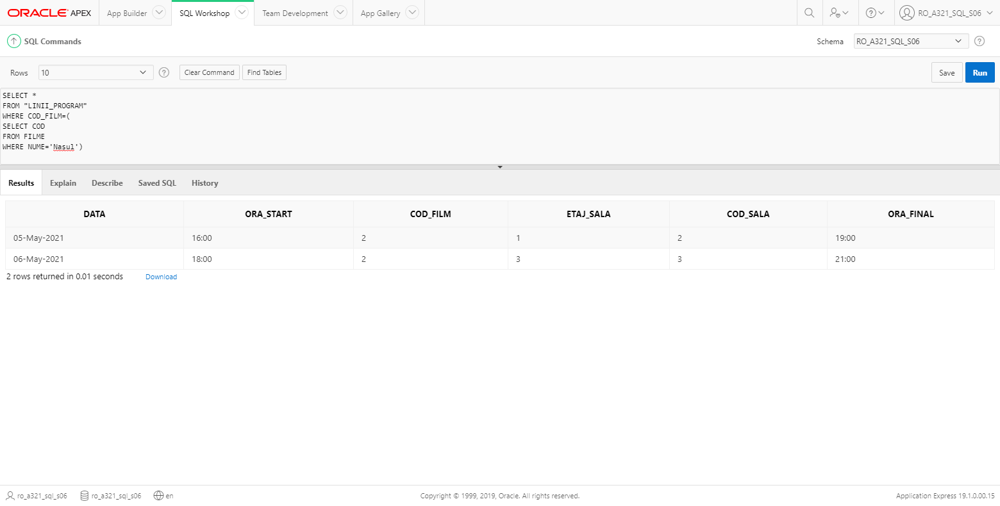 ORACLE APEX App Builder SQL Workshop Team Development App Gallery RO_A321_SQL_S06
SQL Commands Schema RO_A321_SQL_S06
Rows 10 Clear Command Find Tables Save Run
SELECT *
FROM "LINII_PROGRAM"
WHERE COD_FILM=(
SELECT COD
FROM FILME
WHERE NUME='Nasul')
Results Explain Describe Saved SQL History
DATA ORA_START COD_FILM ETAJ_SALA COD_SALA ORA_FINAL
05-May-2021 16:00 2 1 2 19:00
06-May-2021 18:00 2 3 3 21:00
2 rows returned in 0.01 seconds Download
ro_a321_sql_s06 ro_a321_sql_s06 en Copyright © 1999, 2019, Oracle. All rights reserved. Application Express 19.1.0.00.15